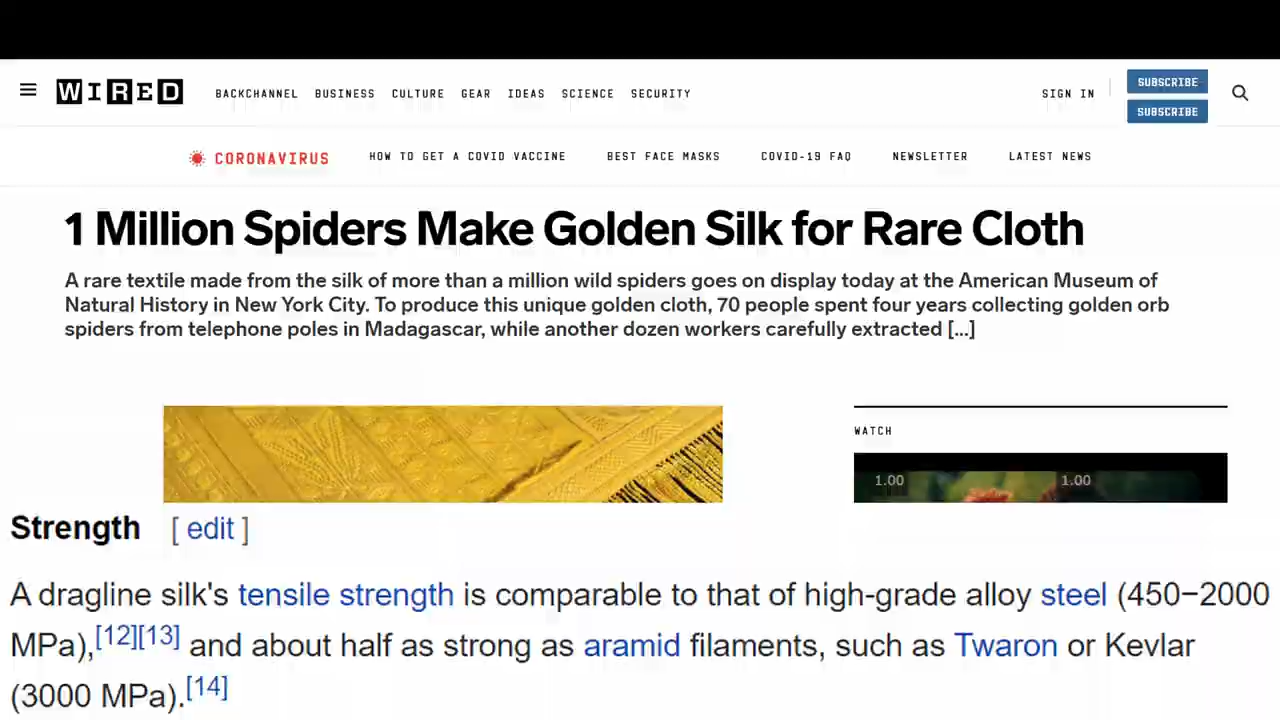 WIRED
BACKCHANNEL BUSINESS CULTURE GEAR IDEAS SCIENCE SECURITY
SIGN IN
SUBSCRIBE
SUBSCRIBE
CORONAVIRUS HOW TO GET A COVID VACCINE BEST FACE MASKS COVID-19 FAQ NEWSLETTER LATEST NEWS
1 Million Spiders Make Golden Silk for Rare Cloth
A rare textile made from the silk of more than a million wild spiders goes on display today at the American Museum of
Natural History in New York City. To produce this unique golden cloth, 70 people spent four years collecting golden orb
spiders from telephone poles in Madagascar, while another dozen workers carefully extracted [...]
WATCH
1.00 1.00
Strength [ edit ]
A dragline silk's tensile strength is comparable to that of high-grade alloy steel (450−2000
MPa),[12][13] and about half as strong as aramid filaments, such as Twaron or Kevlar
(3000 MPa).[14]